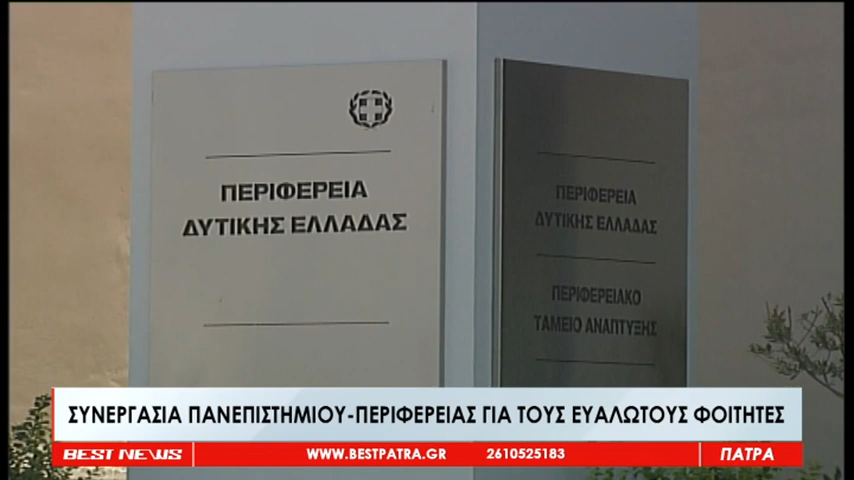 ΠΕΡΙΦΕΡΕΙΑ
ΔΥΤΙΚΗΣ ΕΛΛΑΔΑΣ
ΠΕΡΙΦΕΡΕΙΑ
ΔΥΤΙΚΗΣ ΕΛΛΑΔΑΣ
ΠΕΡΙΦΕΡΕΙΑΚΟ
ΤΑΜΕΙΟ ΑΝΑΠΤΥΞΗΣ
ΣΥΝΕΡΓΑΣΙΑ ΠΑΝΕΠΙΣΤΗΜΙΟΥ-ΠΕΡΙΦΕΡΕΙΑΣ ΓΙΑ ΤΟΥΣ ΕΥΑΛΩΤΟΥΣ ΦΟΙΤΗΤΕΣ
BEST NEWS WWW.BESTPATRA.GR 2610525183 ΠΑΤΡΑ